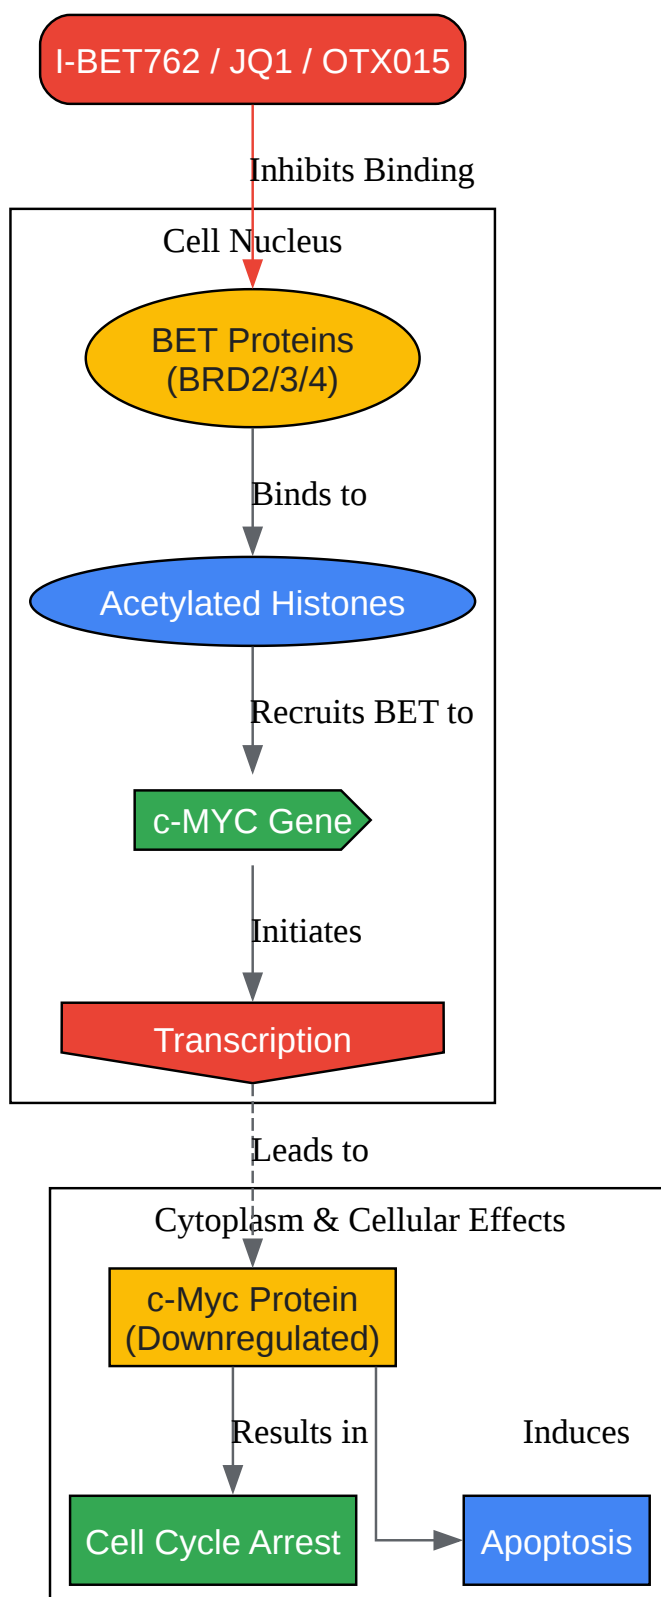 I-BET762 / JQ1 / OTX015
Inhibits Binding
Cell Nucleus
BET Proteins
(BRD2/3/4)
Binds to
Acetylated Histones
Recruits BET to
c-MYC Gene
Initiates
Transcription
Leads to
Cytoplasm & Cellular Effects
c-Myc Protein
(Downregulated)
Results in
Induces
Cell Cycle Arrest
Apoptosis